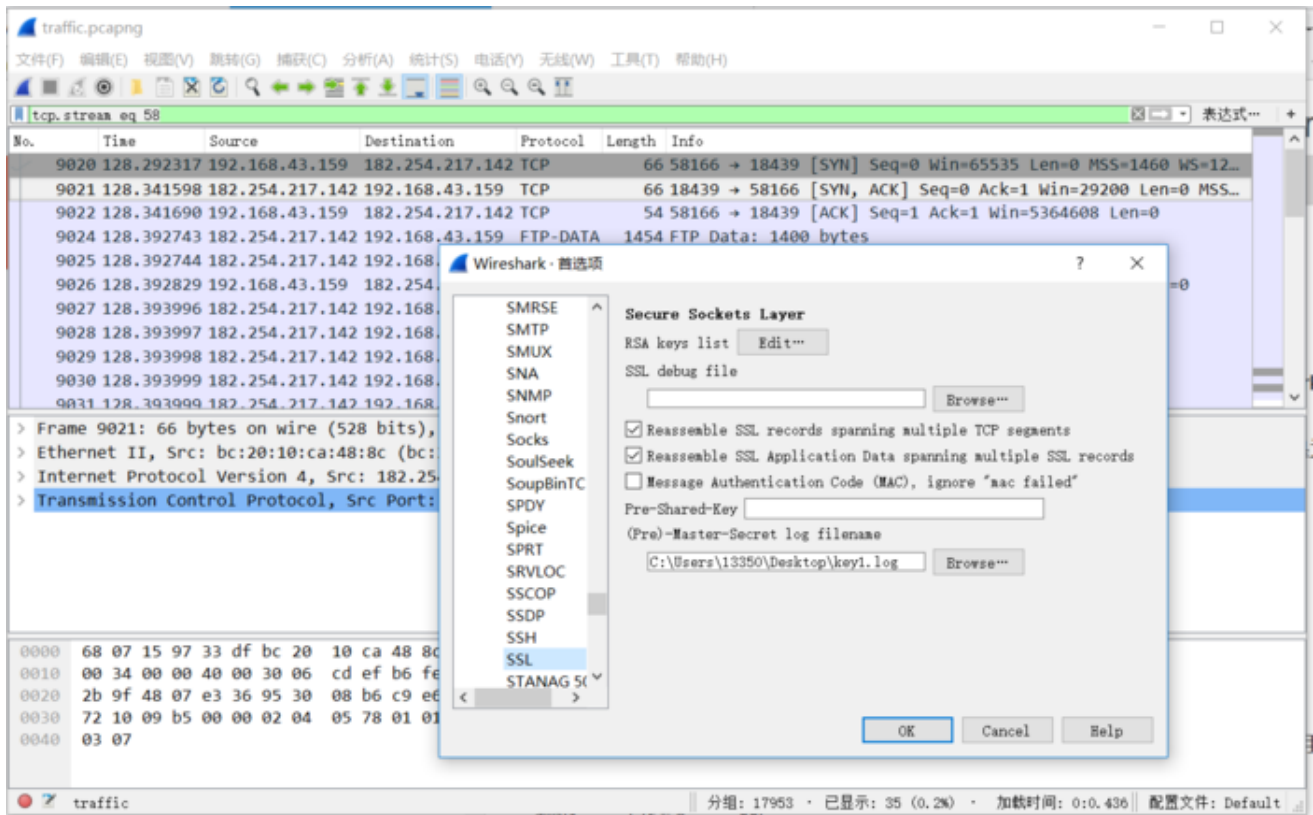 traffic.pcapng
文件(F) 编辑(E) 视图(V) 跳转(G) 捕获(C) 分析(A) 统计(S) 电话(Y) 无线(W) 工具(T) 帮助(H)
tcp.stream eq 58 表达式…
No. Time Source Destination Protocol Length Info
9020 128.292317 192.168.43.159 182.254.217.142 TCP 66 58166 → 18439 [SYN] Seq=0 Win=65535 Len=0 MSS=1460 WS=12…
9021 128.341598 182.254.217.142 192.168.43.159 TCP 66 18439 → 58166 [SYN, ACK] Seq=0 Ack=1 Win=29200 Len=0 MSS…
9022 128.341690 192.168.43.159 182.254.217.142 TCP 54 58166 → 18439 [ACK] Seq=1 Ack=1 Win=5364608 Len=0
9024 128.392743 182.254.217.142 192.168.43.159 FTP-DATA 1454 FTP Data: 1400 bytes
9025 128.392744 182.254.217.142 192.168.
9026 128.392829 192.168.43.159 182.254. =0
9027 128.393996 182.254.217.142 192.168.
9028 128.393997 182.254.217.142 192.168.
9029 128.393998 182.254.217.142 192.168.
9030 128.393999 182.254.217.142 192.168.
9031 128.393999 182.254.217.142 192.168
Frame 9021: 66 bytes on wire (528 bits),
Ethernet II, Src: bc:20:10:ca:48:8c (bc:
Internet Protocol Version 4, Src: 182.25
Transmission Control Protocol, Src Port:
0000 68 07 15 97 33 df bc 20 10 ca 48 8c
0010 00 34 00 00 40 00 30 06 cd ef b6 fe
0020 2b 9f 48 07 e3 36 95 30 08 b6 c9 e6
0030 72 10 09 b5 00 00 02 04 05 78 01 01
0040 03 07
Wireshark · 首选项
SMRSE
SMTP
SMUX
SNA
SNMP
Snort
Socks
SoulSeek
SoupBinTC
SPDY
Spice
SPRT
SRVLOC
SSCOP
SSDP
SSH
SSL
STANAG 5(
Secure Sockets Layer
RSA keys list Edit…
SSL debug file
Browse…
Reassemble SSL records spanning multiple TCP segments
Reassemble SSL Application Data spanning multiple SSL records
Message Authentication Code (MAC), ignore "mac failed"
Pre-Shared-Key
(Pre)-Master-Secret log filename
C:\Users\13350\Desktop\key1.log Browse…
OK Cancel Help
traffic 分组: 17953 · 已显示: 35 (0.2%) · 加载时间: 0:0.436 配置文件: Default